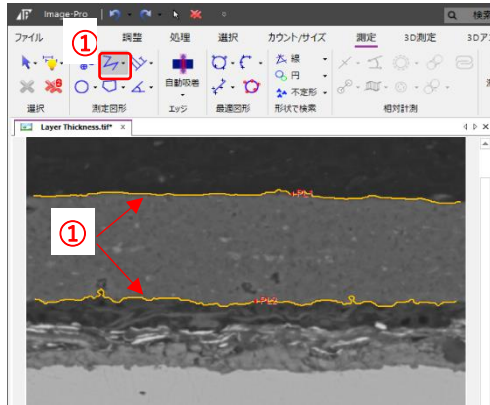 Image-Pro
検索
ファイル
調整
処理
選択
カウント/サイズ
測定
3D測定
①
線
円
不定形
自動吸着
選択
測定図形
エッジ
最適図形
形状で検索
相対計測
Layer Thickness.tif* ×
PL1
①
PL2